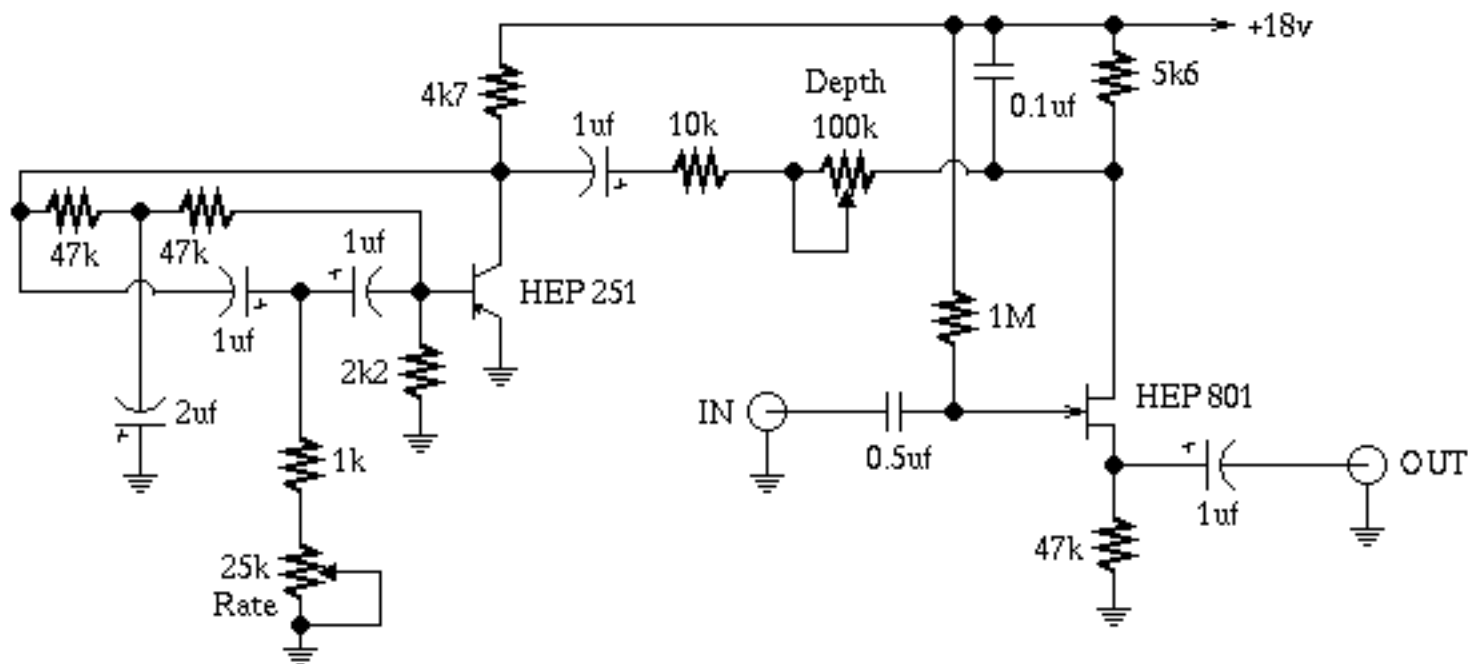 +18v
4k7
5k6
Depth
0.1uf
1uf
10k
100k
47k
47k
1uf
HEP 251
1uf
1M
2k2
IN
HEP 801
2uf
0.5uf
1k
OUT
1uf
47k
25k
Rate